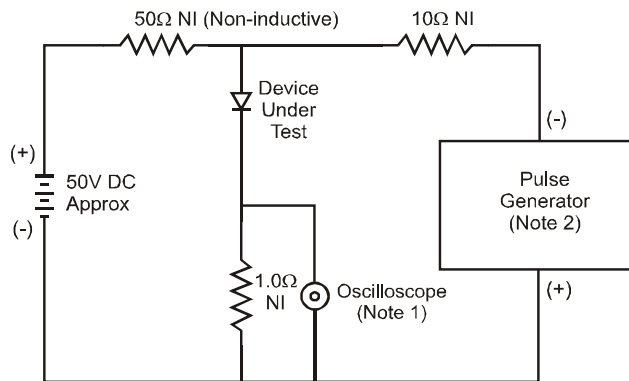 50Ω NI (Non-inductive)
10Ω NI
Device
Under
Test
(-)
(+)
50V DC
Approx
(-)
Pulse
Generator
(Note 2)
1.0Ω
NI
Oscilloscope
(Note 1)
(+)